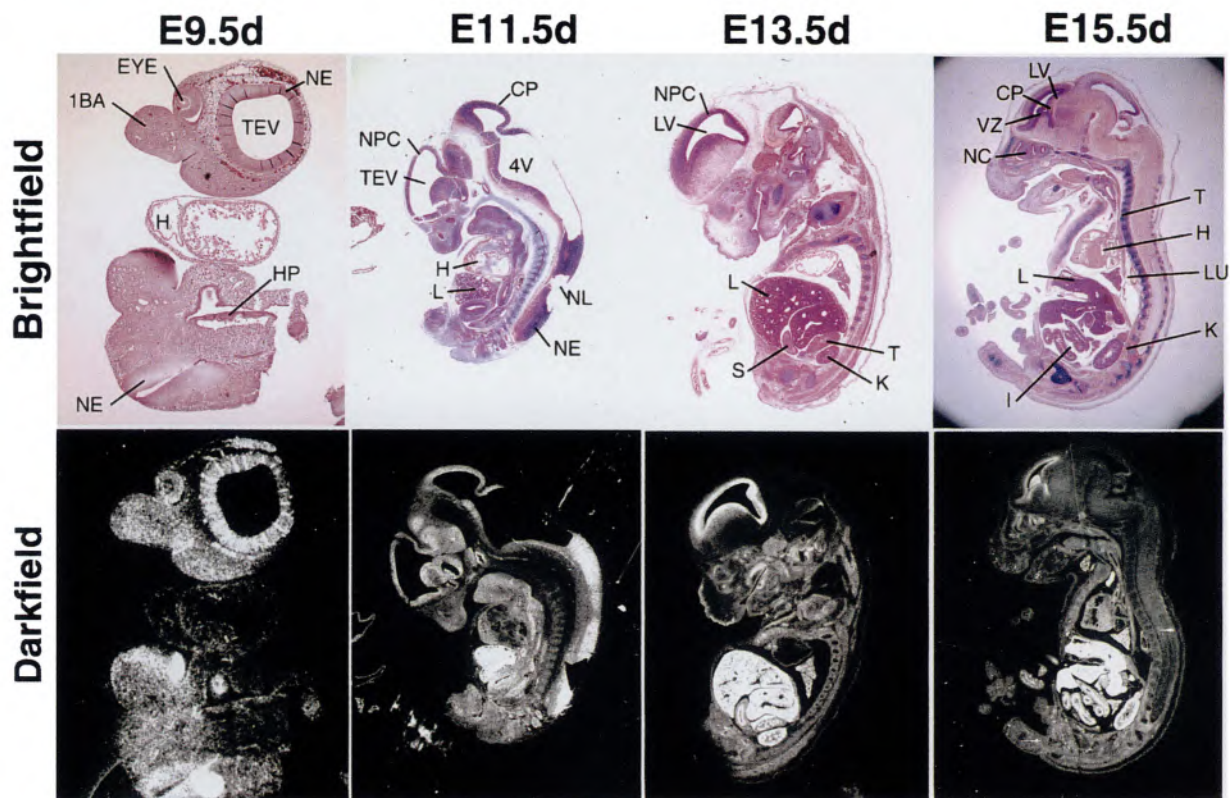 E9.5d E11.5d E13.5d E15.5d
Brightfield
EYE
NE
1BA
TEV
H
HP
NE
CP
NPC
TEV
4V
H
L
NL
NE
NPC
LV
L
S
T
K
LV
CP
VZ
NC
T
H
L
LU
K
I
Darkfield